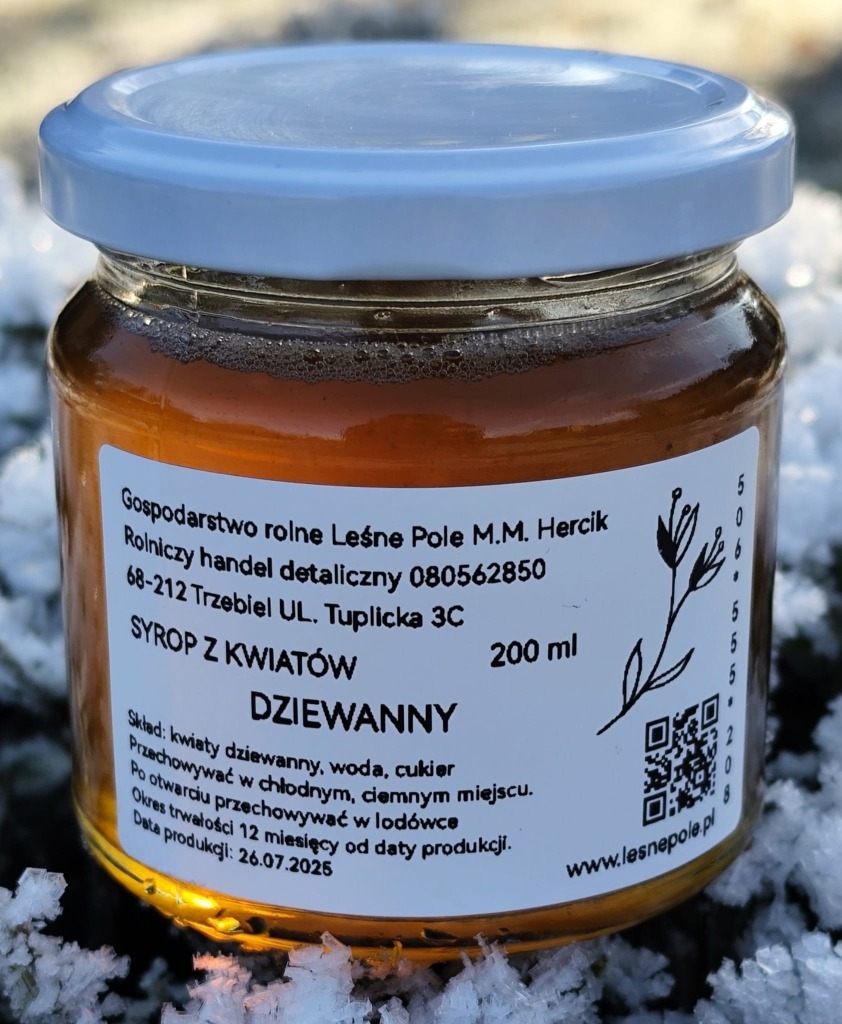 Gospodarstwo rolne Leśne Pole M.M. Hercik
Rolniczy handel detaliczny 080562850
68-212 Trzebiel UL. Tuplicka 3C
SYROP Z KWIATÓW
200 ml
DZIEWANNY
Skład: kwiaty dziewanny, woda, cukier
Przechowywać w chłodnym, ciemnym miejscu.
Po otwarciu przechowywać w lodówce
Okres trwałości 12 miesięcy od daty produkcji.
Data produkcji: 26.07.2025
www.lesnepole.pl
506*555*208